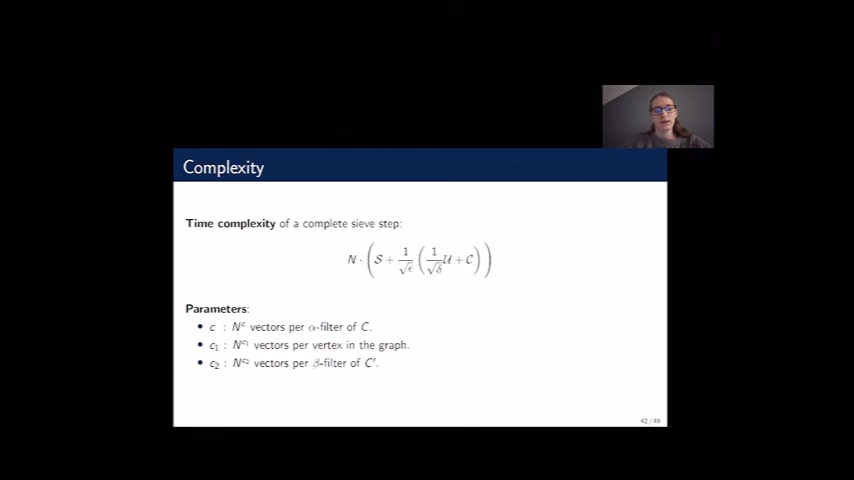 Complexity
Time complexity of a complete sieve step:
N · ( S + 1/√ϵ ( 1/√δ U + C ) )
Parameters:
• c : N^c vectors per α-filter of C.
• c₁ : N^c₁ vectors per vertex in the graph.
• c₂ : N^c₂ vectors per β-filter of C′.
42 / 49